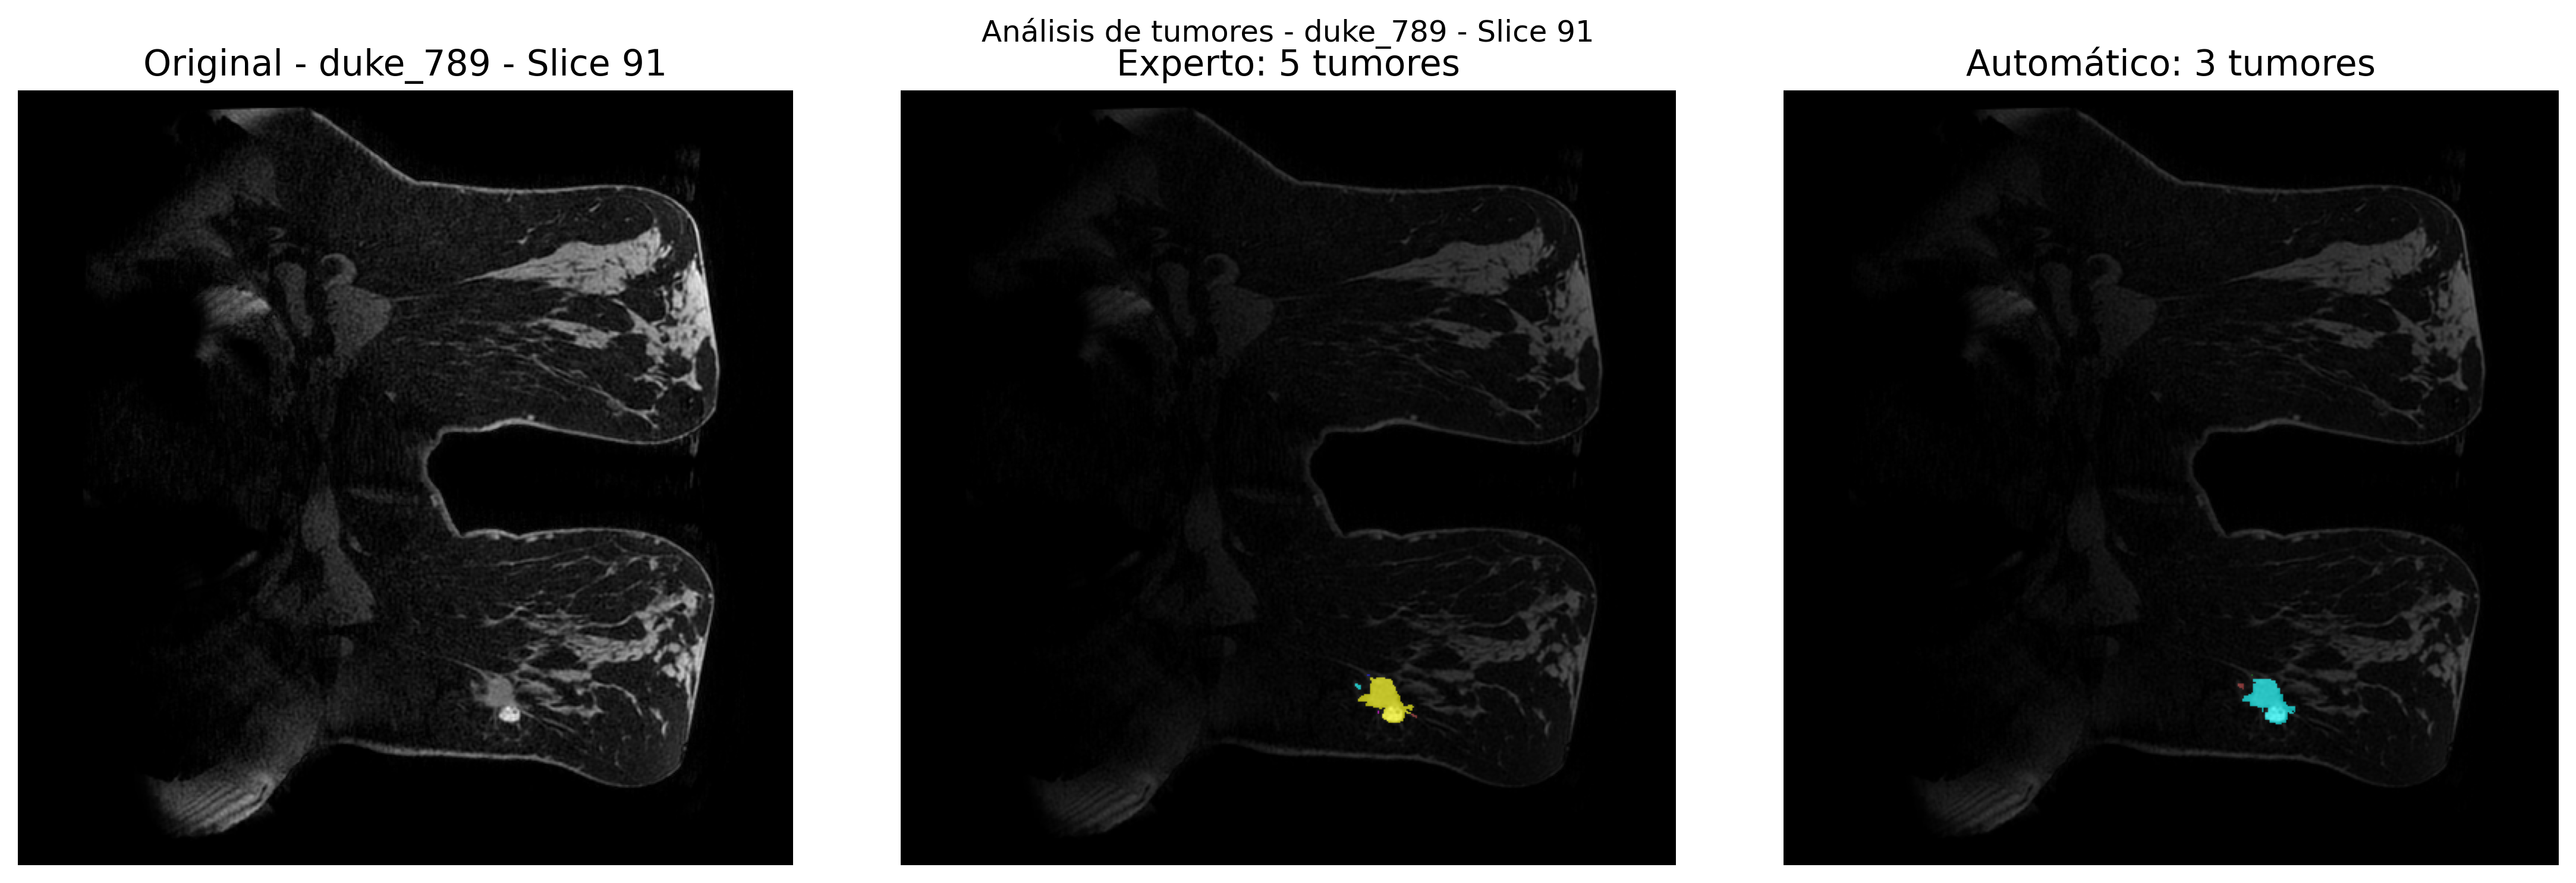 Análisis de tumores - duke_789 - Slice 91
Original - duke_789 - Slice 91
Experto: 5 tumores
Automático: 3 tumores